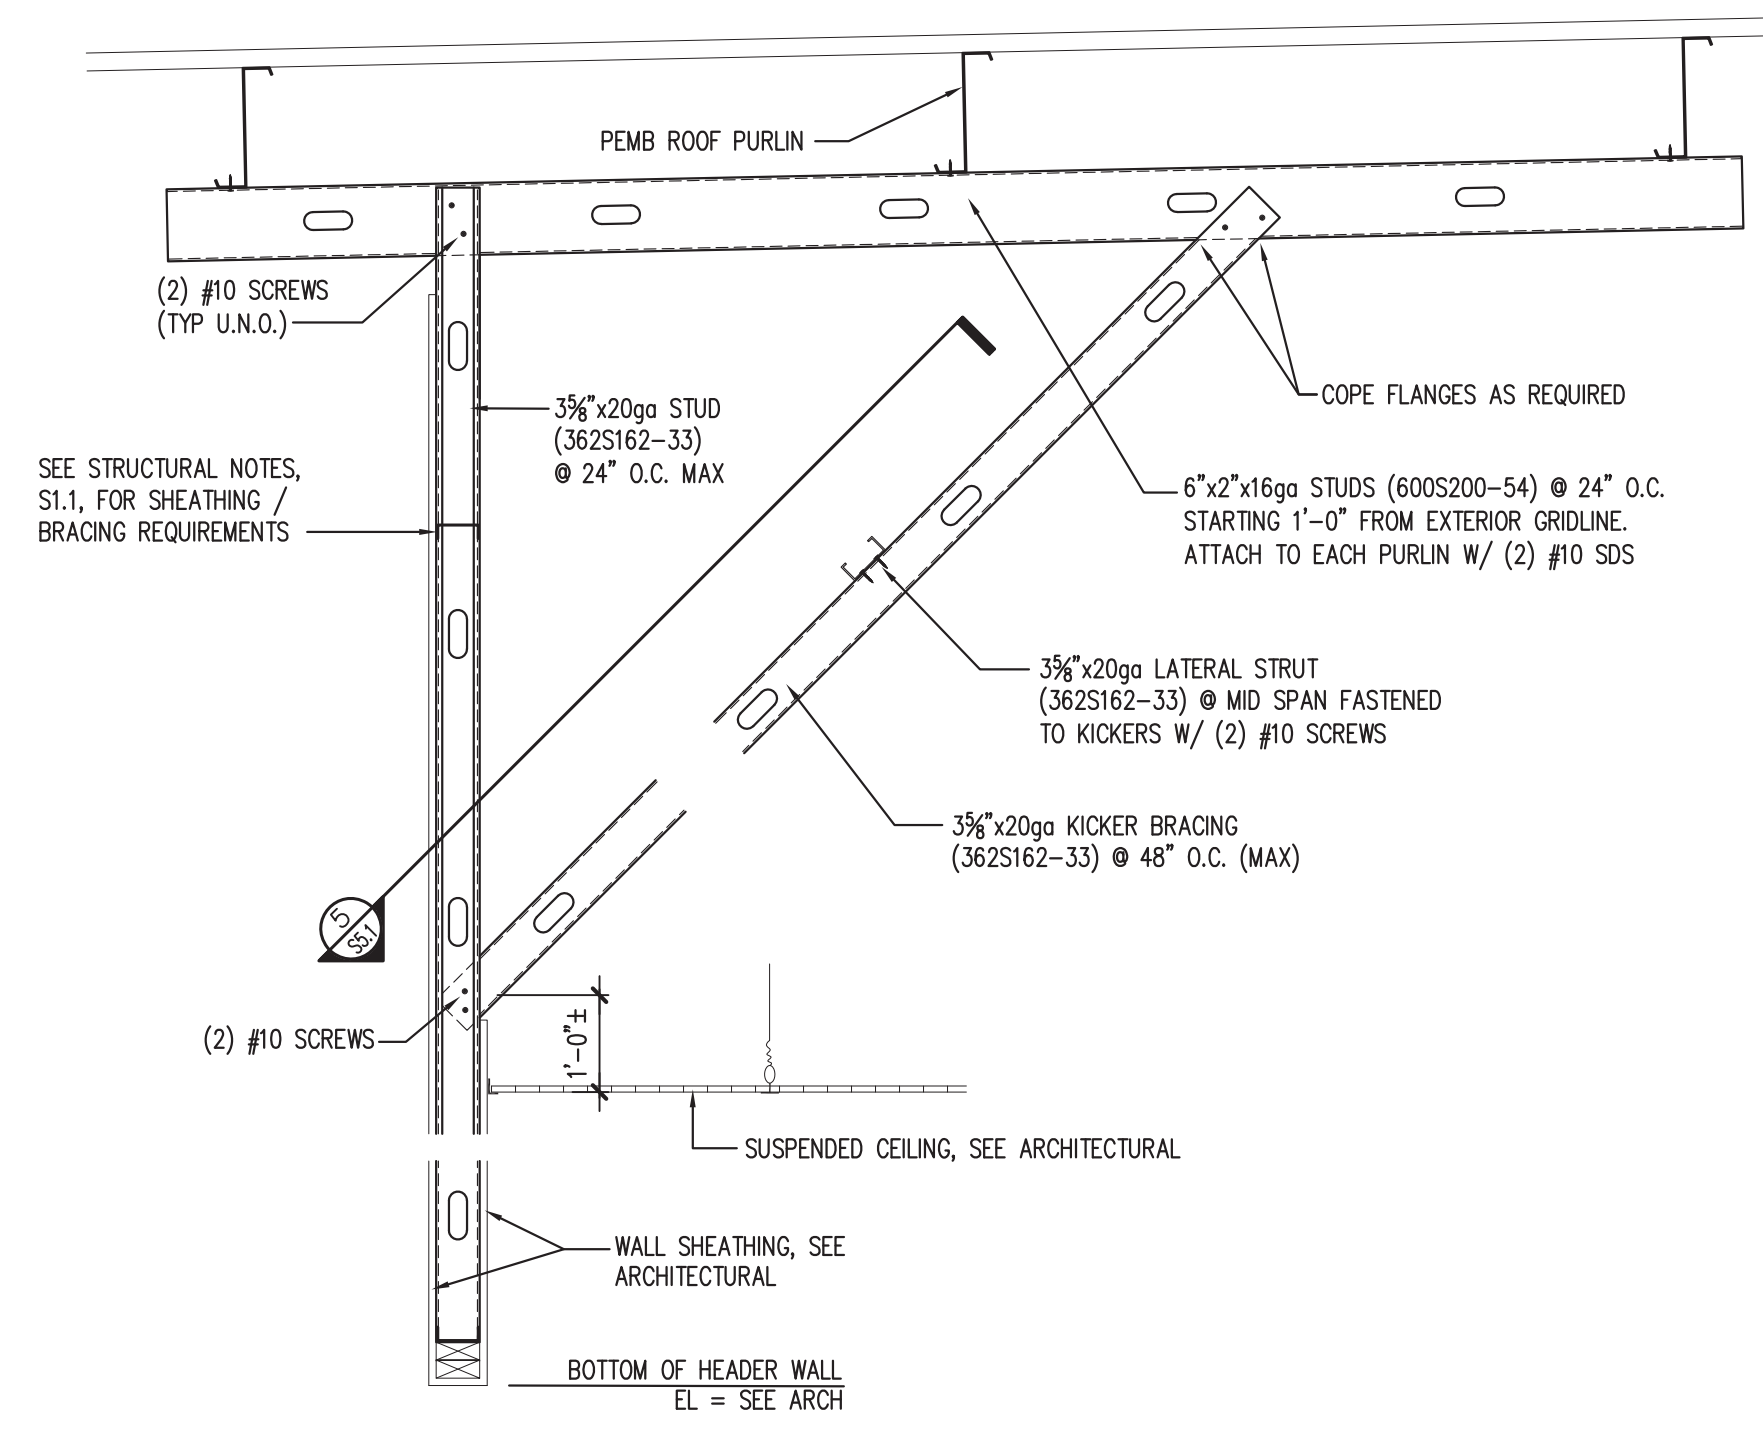 PEMB ROOF PURLIN
(2) #10 SCREWS
(TYP U.N.O.)
3⅝"x20ga STUD
(362S162-33)
@ 24" O.C. MAX
COPE FLANGES AS REQUIRED
SEE STRUCTURAL NOTES,
S1.1, FOR SHEATHING /
BRACING REQUIREMENTS
6"x2"x16ga STUDS (600S200-54) @ 24" O.C.
STARTING 1'-0" FROM EXTERIOR GRIDLINE.
ATTACH TO EACH PURLIN W/ (2) #10 SDS
3⅝"x20ga LATERAL STRUT
(362S162-33) @ MID SPAN FASTENED
TO KICKERS W/ (2) #10 SCREWS
3⅝"x20ga KICKER BRACING
(362S162-33) @ 48" O.C. (MAX)
5
S5.1
(2) #10 SCREWS
1'-0"±
SUSPENDED CEILING, SEE ARCHITECTURAL
WALL SHEATHING, SEE
ARCHITECTURAL
BOTTOM OF HEADER WALL
EL = SEE ARCH